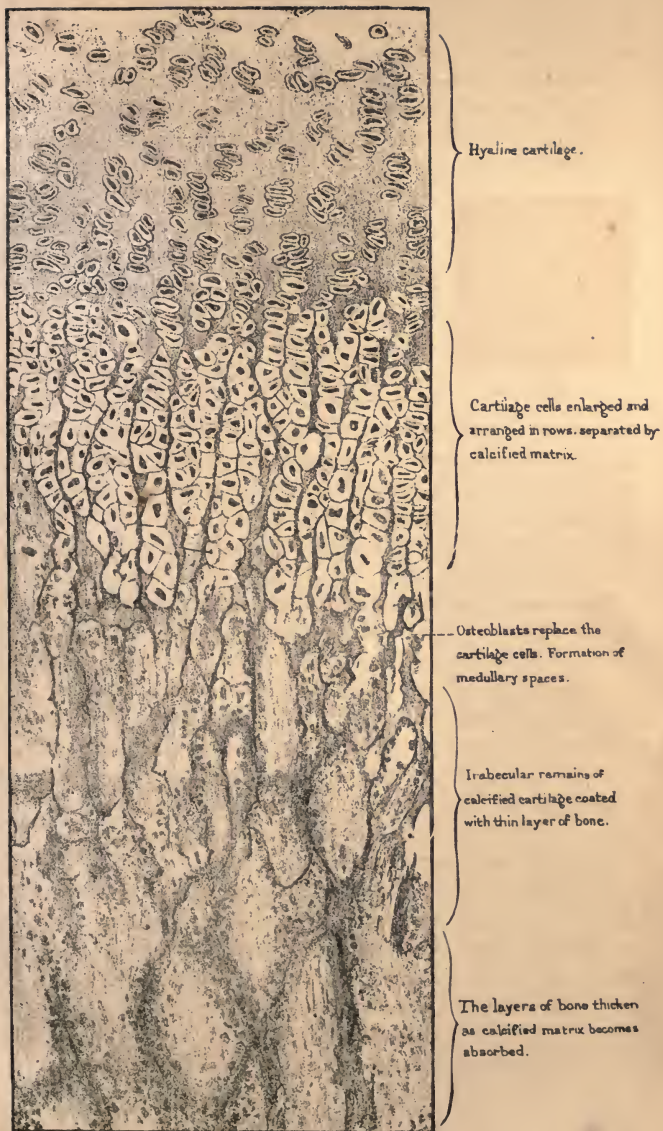 Hyaline cartilage.
Cartilage cells enlarged and
arranged in rows. separated by
calcified matrix.
Osteoblasts replace the
cartilage cells. Formation of
medullary spaces.
Trabecular remains of
calcified cartilage coated
with thin layer of bone.
The layers of bone thicken
as calcified matrix becomes
absorbed.